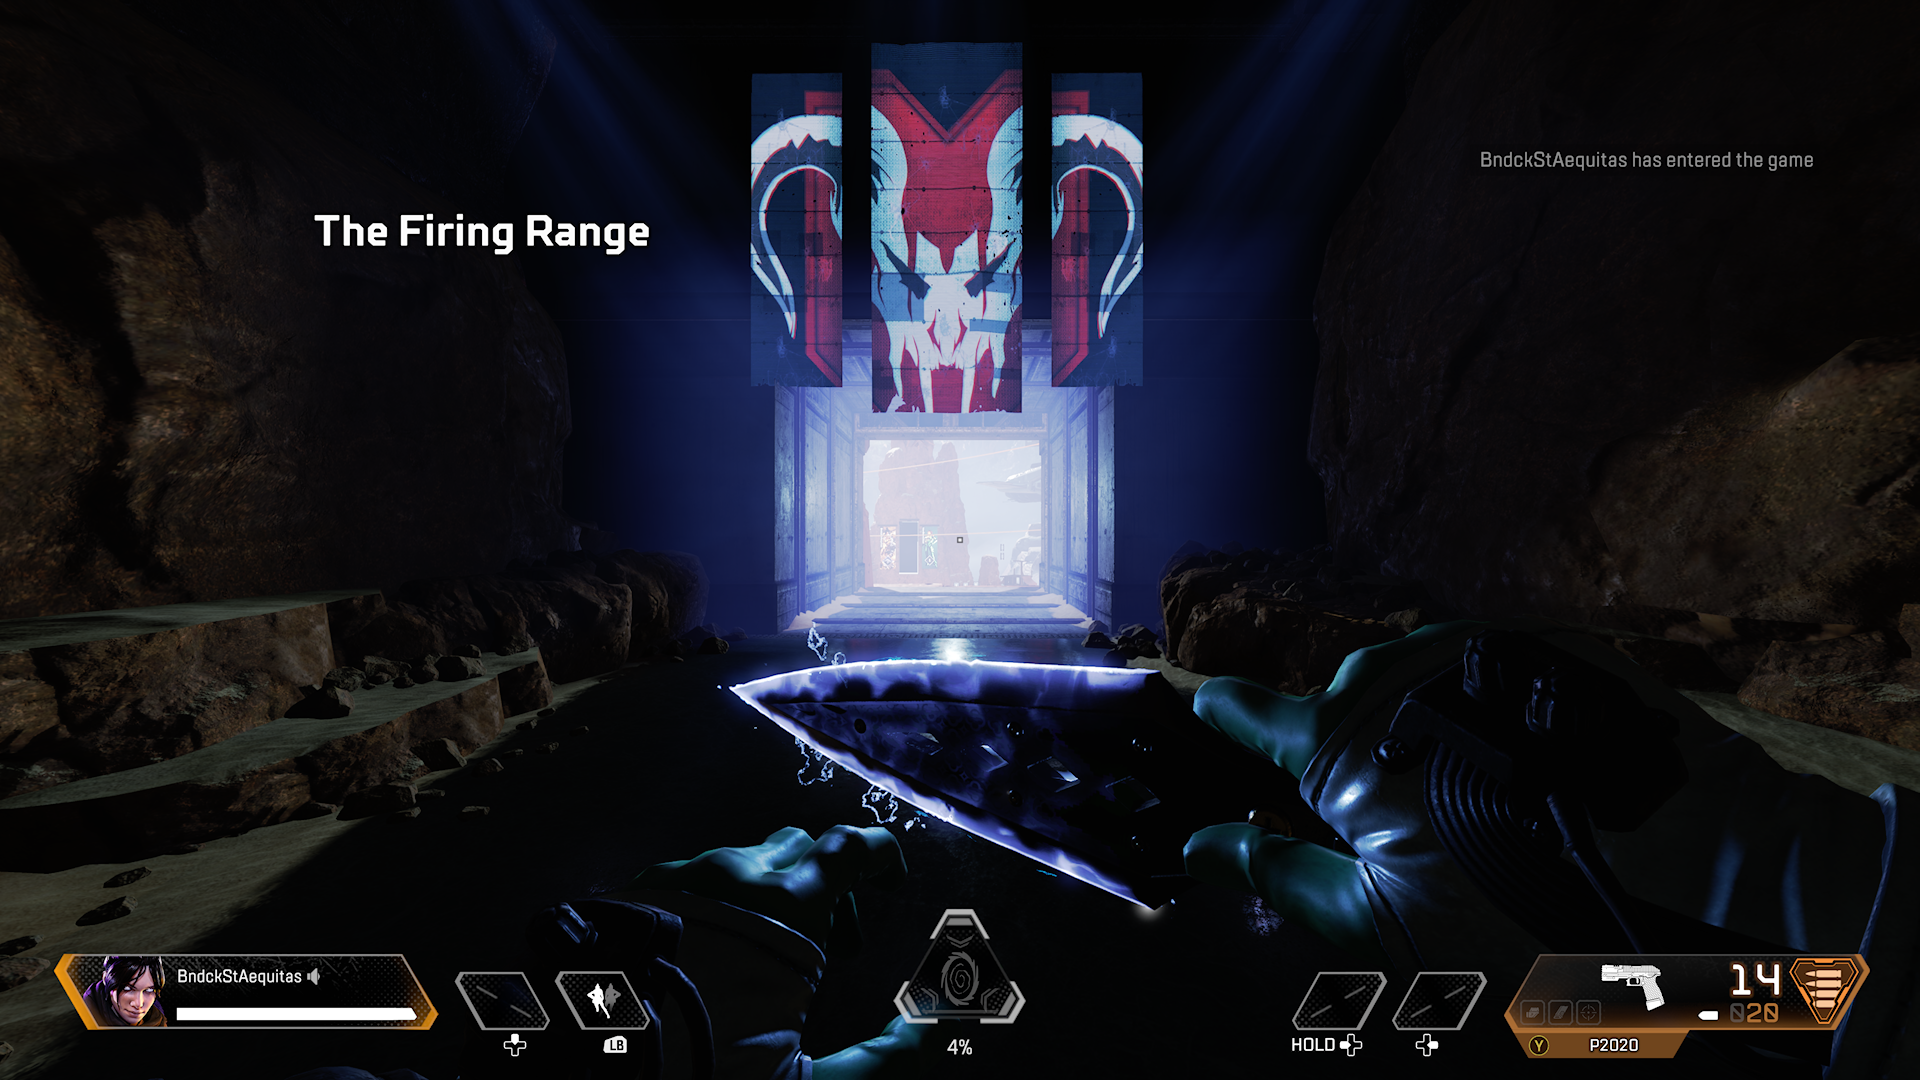 BndckStAequitas has entered the game
The Firing Range
BndckStAequitas
LB
4%
HOLD
14
020
Y
P2020